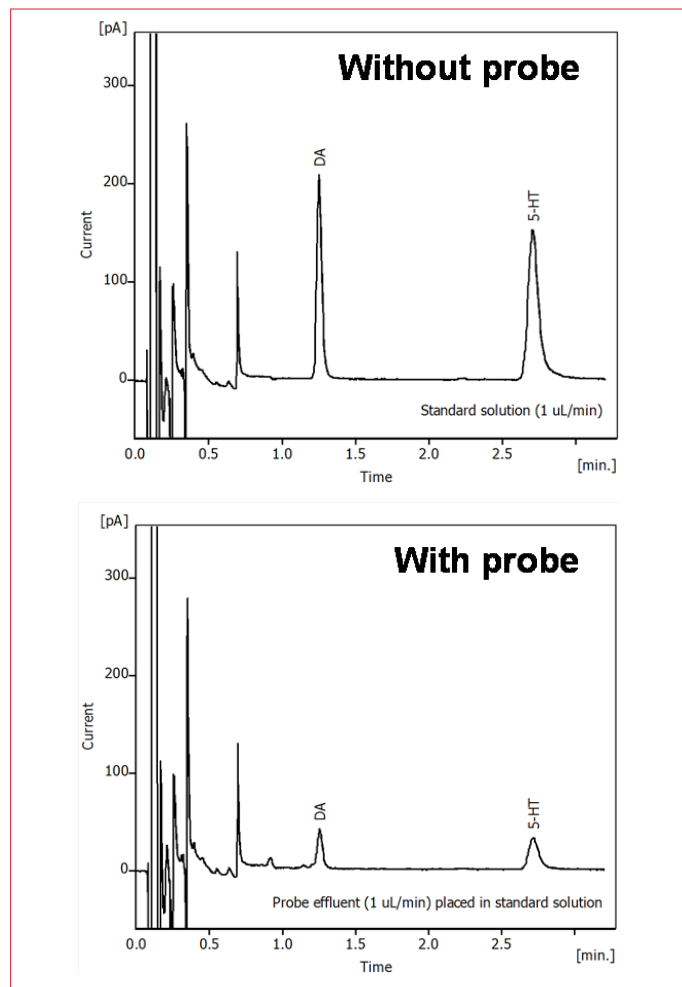 [pA]
Without probe
300
200
100
0
Current
DA
5-HT
Standard solution (1 uL/min)
0.0 0.5 1.0 1.5 2.0 2.5
[min.]
Time
[pA]
With probe
300
200
100
0
Current
DA
5-HT
Probe effluent (1 uL/min) placed in standard solution
0.0 0.5 1.0 1.5 2.0 2.5
[min.]
Time